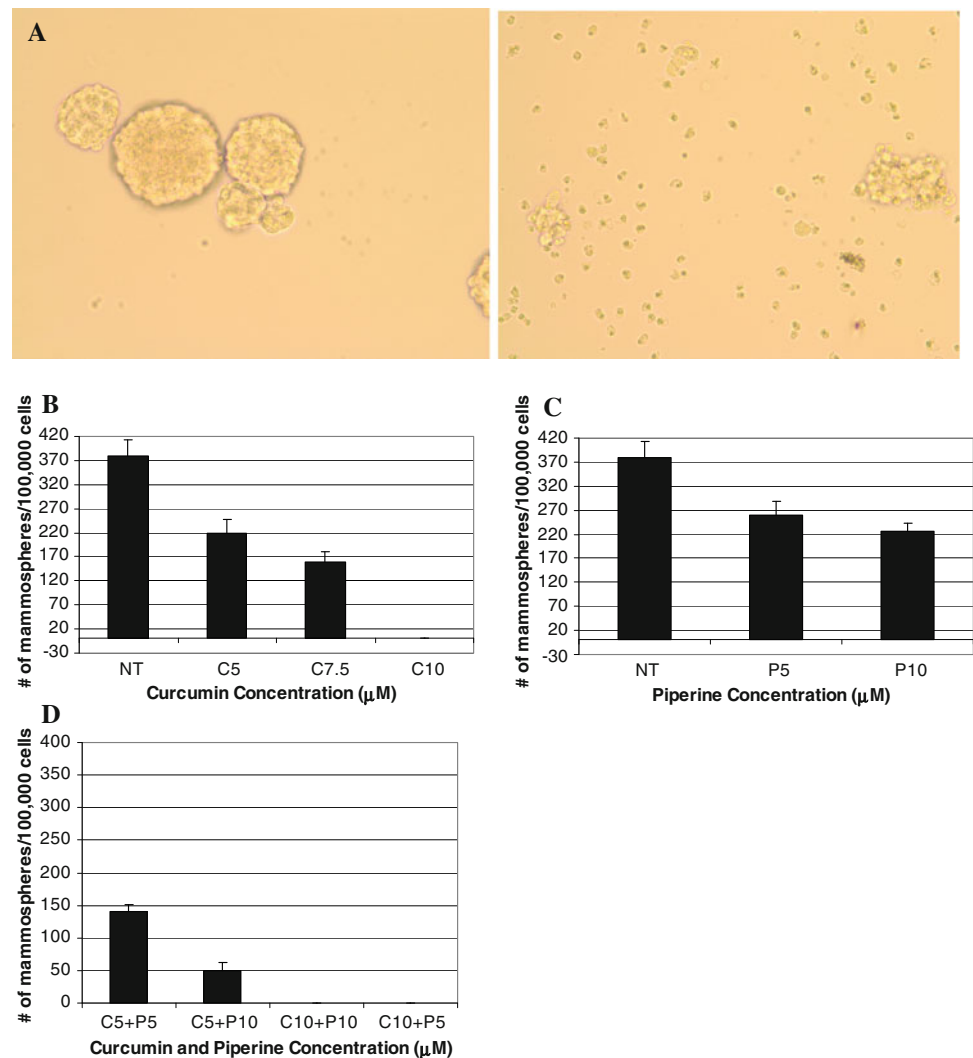 A
B
# of mammospheres/100,000 cells
420
370
320
270
220
170
120
70
20
-30
NT C5 C7.5 C10
Curcumin Concentration (μM)
C
# of mammospheres/100,000 cells
420
370
320
270
220
170
120
70
20
-30
NT P5 P10
Piperine Concentration (μM)
D
# of mammospheres/100,000 cells
400
350
300
250
200
150
100
50
0
C5+P5 C5+P10 C10+P10 C10+P5
Curcumin and Piperine Concentration (μM)